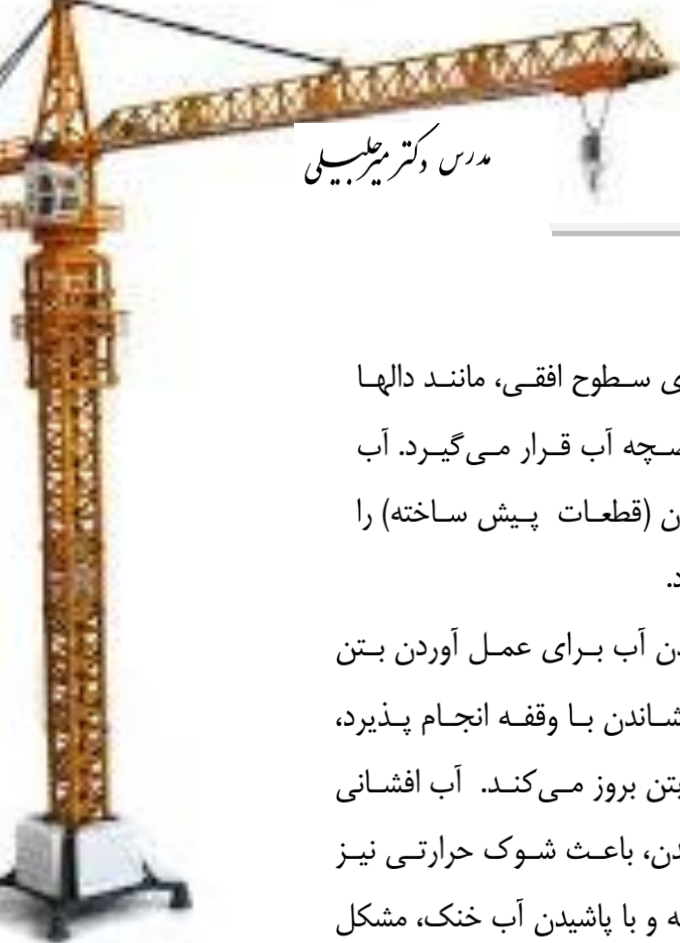 مدرس دکتر میرجلیلی
ی سطوح افقی، مانند دالها
چه آب قرار می‌گیرد. آب
ن (قطعات پیش ساخته) را
د.
دن آب برای عمل آوردن بتن
شاندن با وقفه انجام پذیرد،
بتن بروز می‌کند. آب افشانی
دن، باعث شوک حرارتی نیز
ه و با پاشیدن آب خنک، مشکل